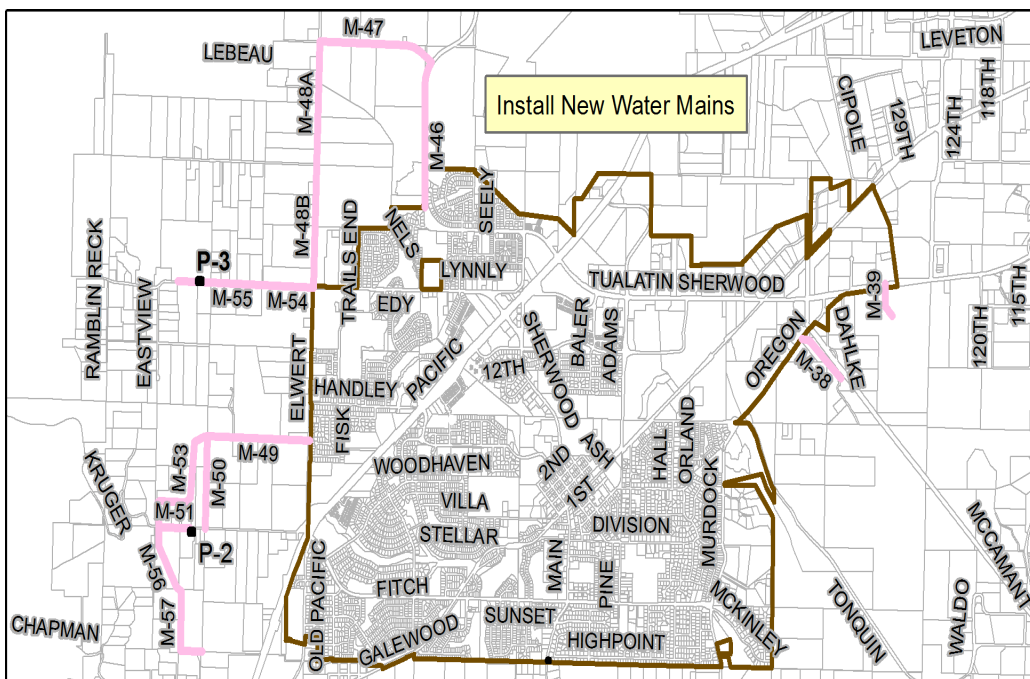 M-47
LEBEAU
LEVETON
Install New Water Mains
M-48A
CIPOLE
129TH
124TH
118TH
M-46
SEELY
M-48B
TRAILS END
NELS
RAMBLIN RECK
EASTVIEW
P-3
M-55
M-54
LYNNLY
EDY
TUALATIN SHERWOOD
M-39
115TH
120TH
DAHLKE
OREGON
M-38
ELWERT
PACIFIC
SHERWOOD
BALER
ADAMS
12TH
HANDLEY
FISK
M-49
M-53
M-50
KRUGER
M-51
P-2
WOODHAVEN
VILLA
STELLAR
2ND
ASH
1ST
HALL
ORLAND
MURDOCK
DIVISION
M-56
M-57
CHAPMAN
OLD PACIFIC
FITCH
GALEWOOD
SUNSET
MAIN
PINE
HIGHPOINT
MCKINLEY
TONQUIN
WALDO
MCCAMANT